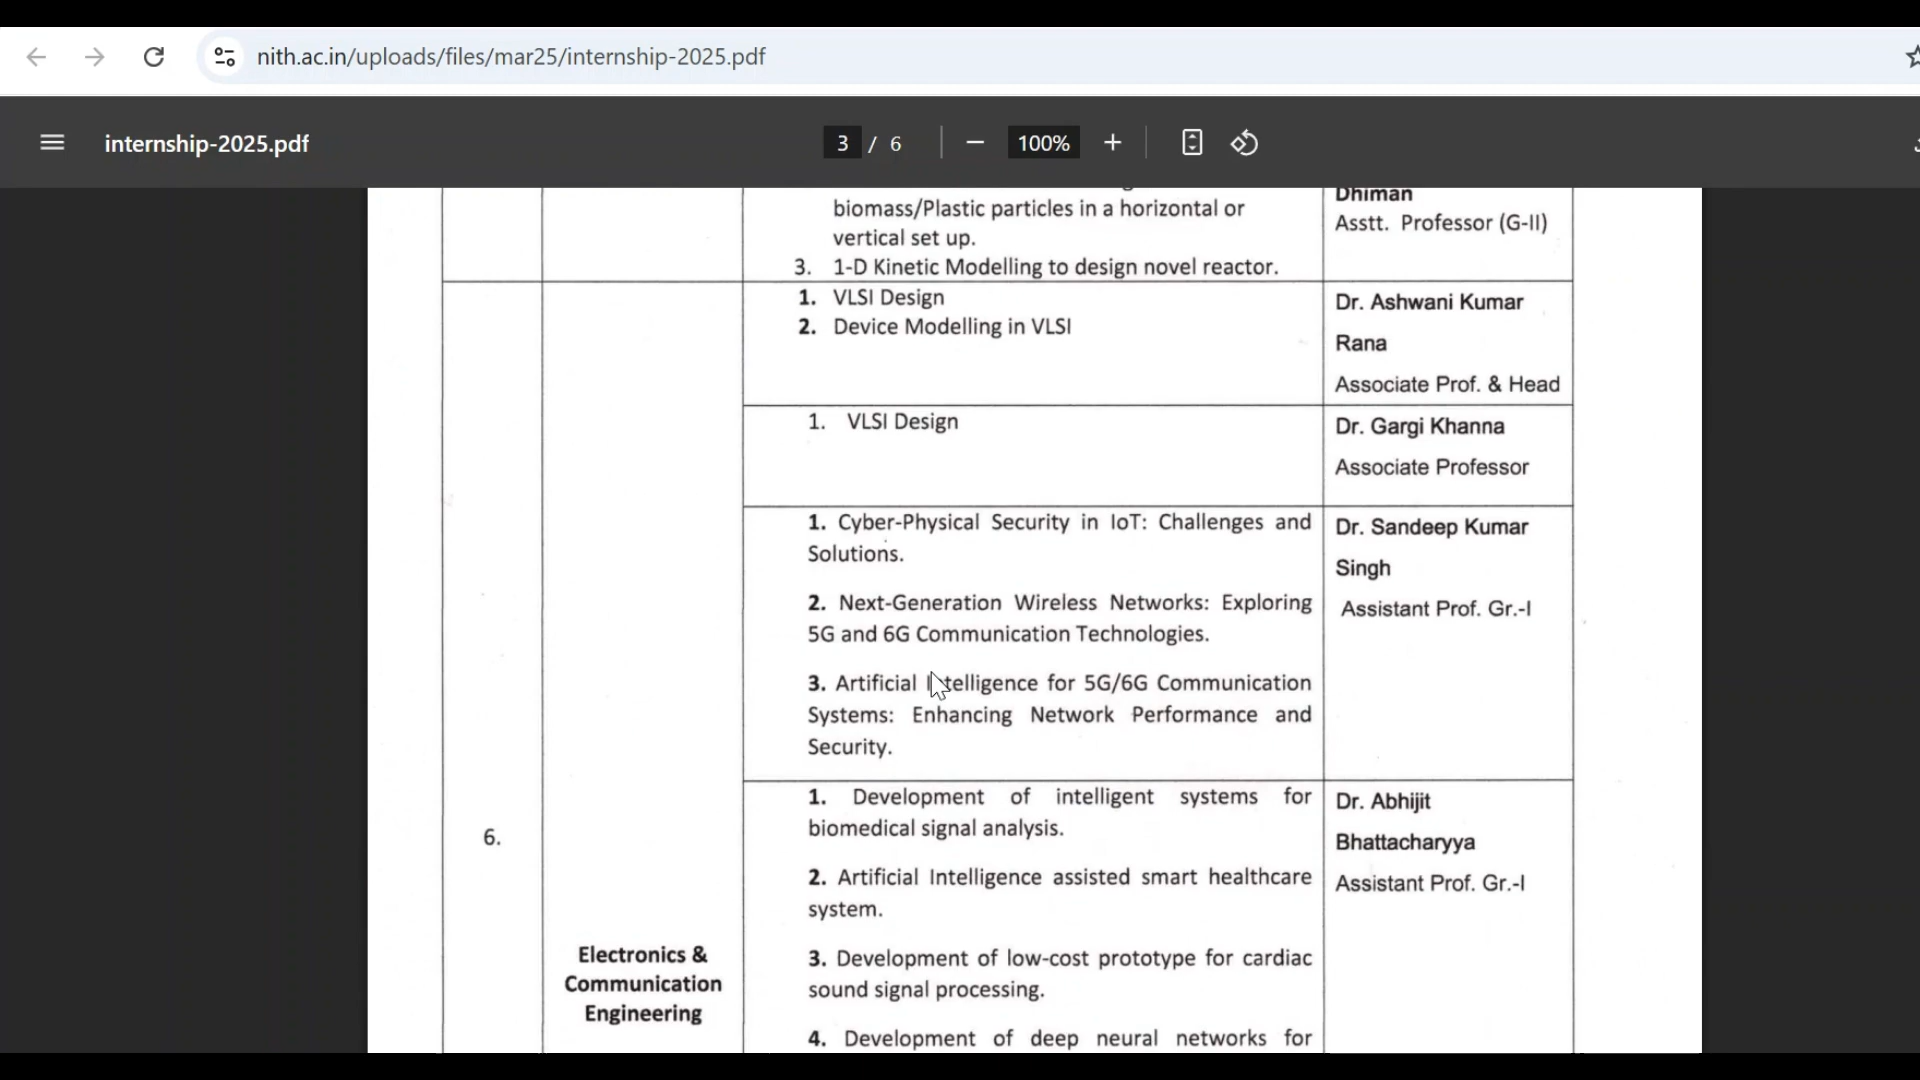 nith.ac.in/uploads/files/mar25/internship-2025.pdf
internship-2025.pdf
3 / 6
100%
biomass/Plastic particles in a horizontal or
vertical set up.
3. 1-D Kinetic Modelling to design novel reactor.
Dhiman
Asstt. Professor (G-II)
1. VLSI Design
2. Device Modelling in VLSI
Dr. Ashwani Kumar
Rana
Associate Prof. & Head
1. VLSI Design
Dr. Gargi Khanna
Associate Professor
1. Cyber-Physical Security in IoT: Challenges and
Solutions.
2. Next-Generation Wireless Networks: Exploring
5G and 6G Communication Technologies.
3. Artificial Intelligence for 5G/6G Communication
Systems: Enhancing Network Performance and
Security.
Dr. Sandeep Kumar
Singh
Assistant Prof. Gr.-I
6.
Electronics &
Communication
Engineering
1. Development of intelligent systems for
biomedical signal analysis.
2. Artificial Intelligence assisted smart healthcare
system.
3. Development of low-cost prototype for cardiac
sound signal processing.
4. Development of deep neural networks for
Dr. Abhijit
Bhattacharyya
Assistant Prof. Gr.-I